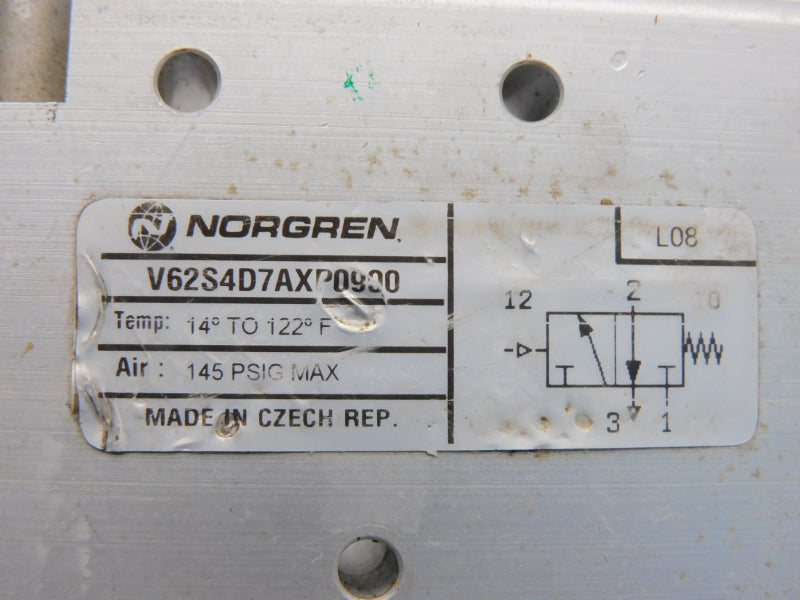 NORGREN
V62S4D7AXP0900
Temp: 14° TO 122° F
Air : 145 PSIG MAX
MADE IN CZECH REP.
L08
12 2 10
3 1